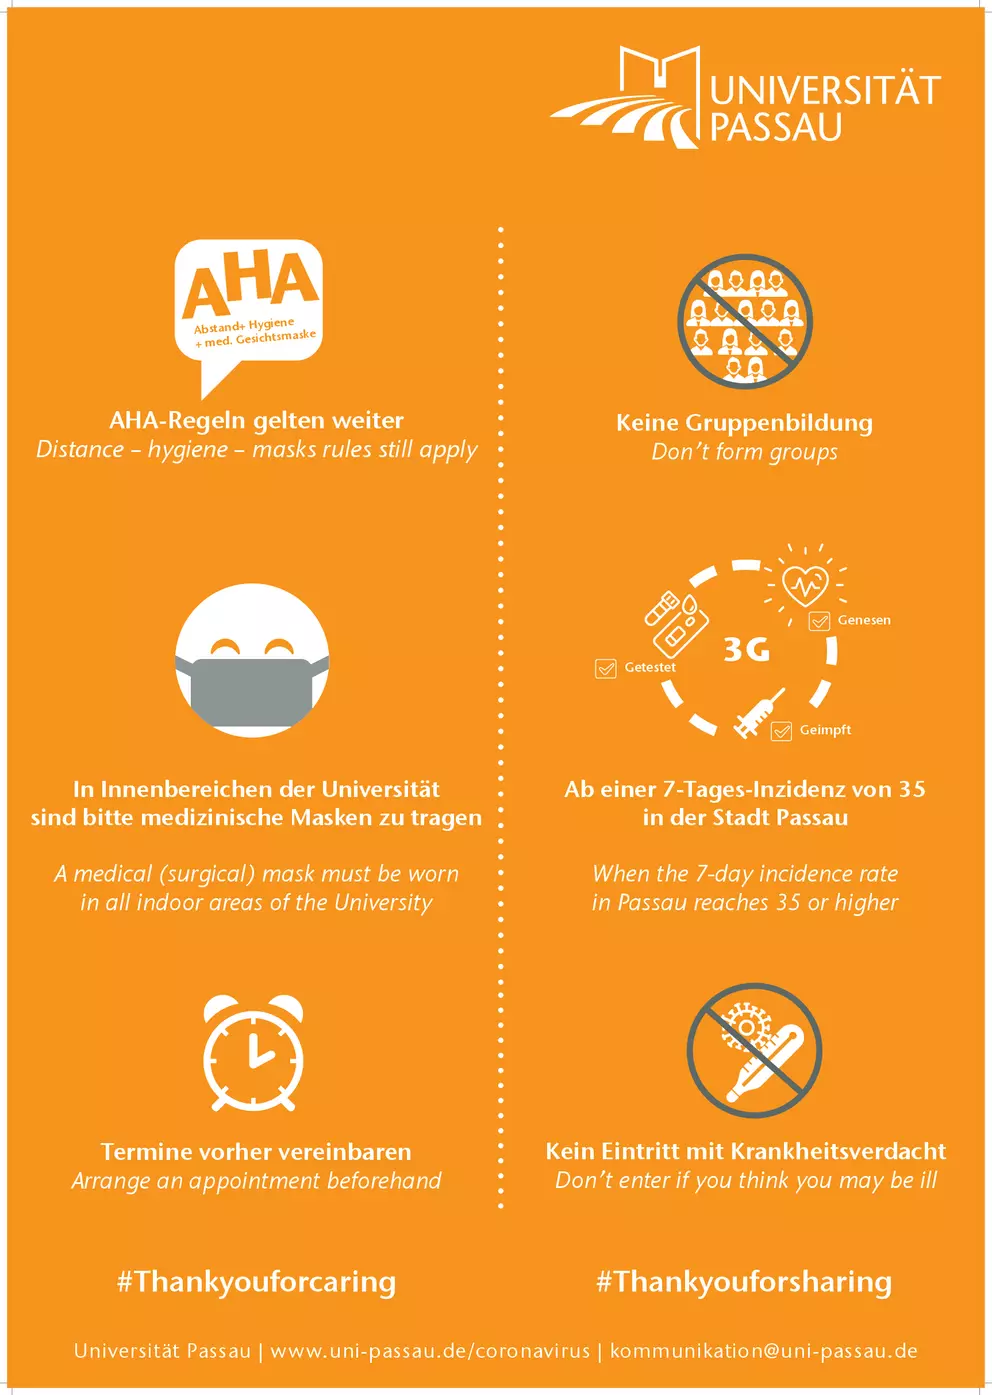 UNIVERSITÄT
PASSAU
AHA
Abstand+ Hygiene
+ med. Gesichtsmaske
AHA-Regeln gelten weiter
Distance – hygiene – masks rules still apply
Keine Gruppenbildung
Don’t form groups
In Innenbereichen der Universität
sind bitte medizinische Masken zu tragen
A medical (surgical) mask must be worn
in all indoor areas of the University
Genesen
3G
Getestet
Geimpft
Ab einer 7-Tages-Inzidenz von 35
in der Stadt Passau
When the 7-day incidence rate
in Passau reaches 35 or higher
Termine vorher vereinbaren
Arrange an appointment beforehand
Kein Eintritt mit Krankheitsverdacht
Don’t enter if you think you may be ill
#Thankyouforcaring
#Thankyouforsharing
Universität Passau | www.uni-passau.de/coronavirus | kommunikation@uni-passau.de